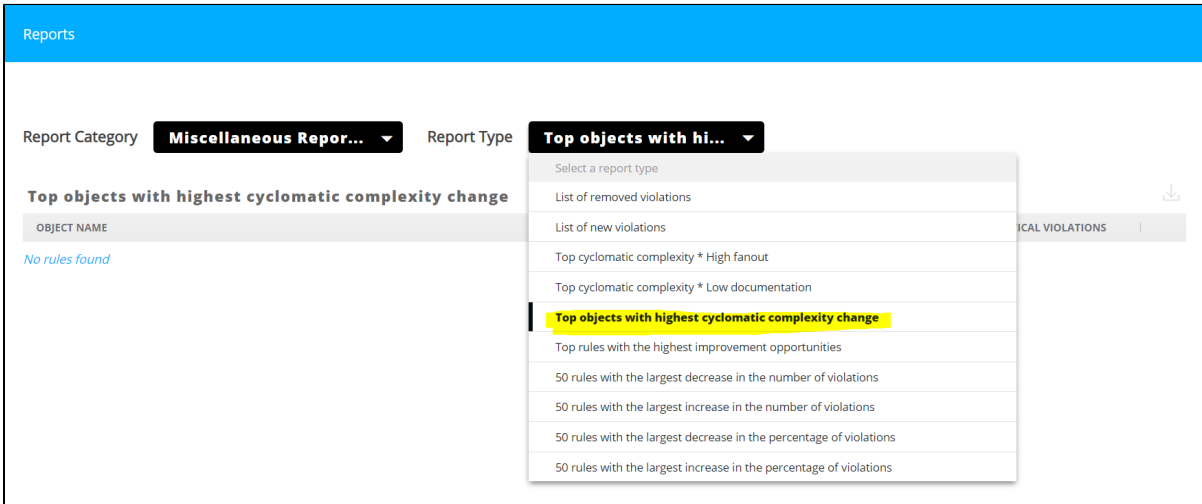 Reports
Report Category Miscellaneous Repor... Report Type Top objects with hi...
Select a report type
Top objects with highest cyclomatic complexity change
List of removed violations
OBJECT NAME
List of new violations
ICAL VIOLATIONS
No rules found
Top cyclomatic complexity * High fanout
Top cyclomatic complexity * Low documentation
Top objects with highest cyclomatic complexity change
Top rules with the highest improvement opportunities
50 rules with the largest decrease in the number of violations
50 rules with the largest increase in the number of violations
50 rules with the largest decrease in the percentage of violations
50 rules with the largest increase in the percentage of violations